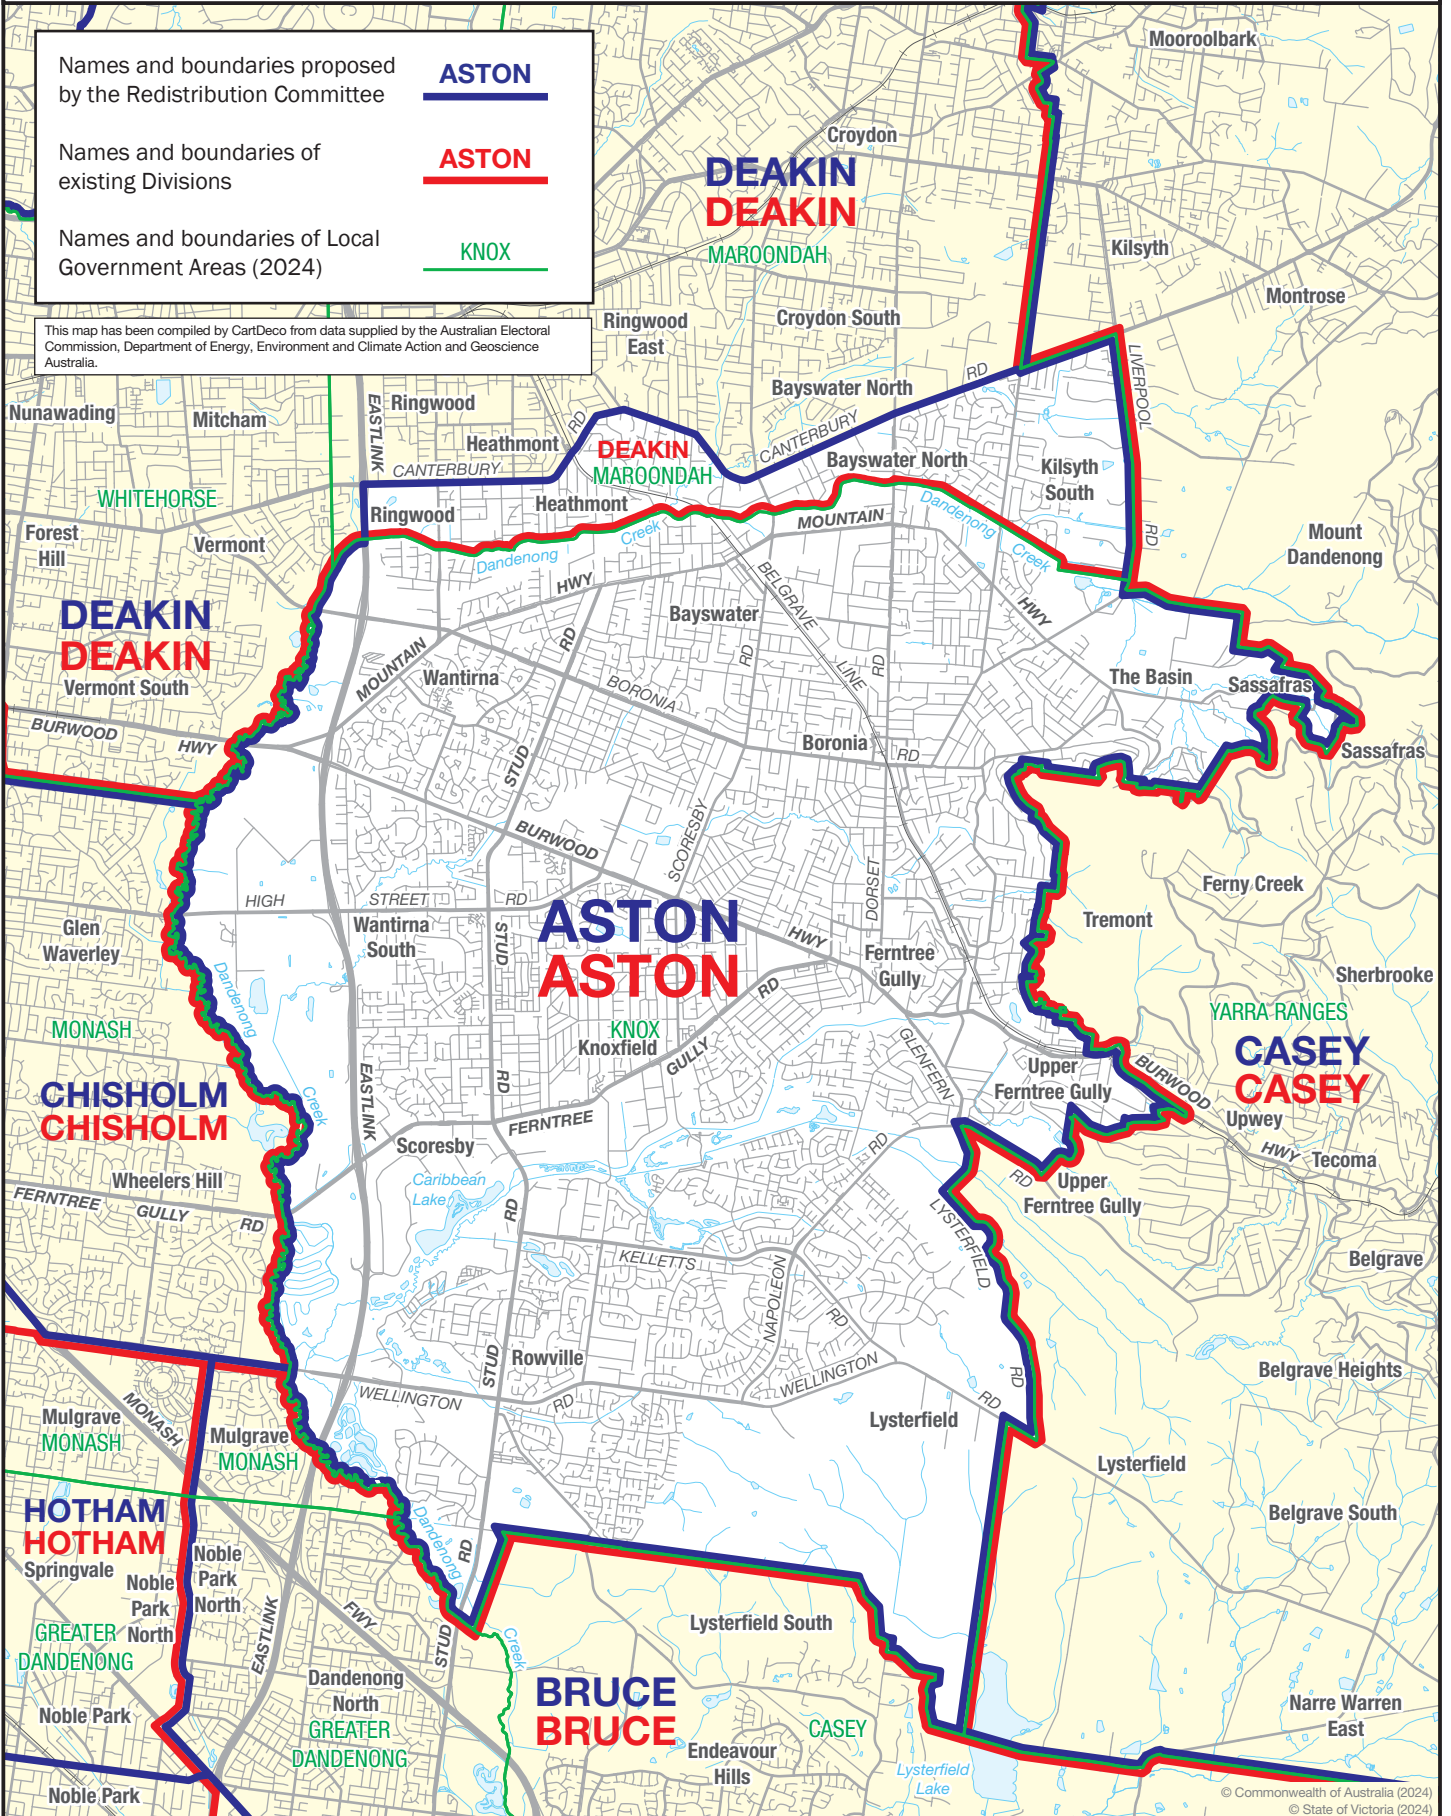 Names and boundaries proposed
by the Redistribution Committee
ASTON
Names and boundaries of
existing Divisions
ASTON
Names and boundaries of Local
Government Areas (2024)
KNOX
This map has been compiled by CartDeco from data supplied by the Australian Electoral
Commission, Department of Energy, Environment and Climate Action and Geoscience
Australia.
Mooroolbark
Croydon
DEAKIN
DEAKIN
MAROONDAH
Kilsyth
Montrose
Ringwood
East
Croydon South
LIVERPOOL
RD
RD
Bayswater North
Nunawading
Mitcham
EASTLINK
Ringwood
RD
Heathmont
CANTERBURY
DEAKIN
MAROONDAH
CANTERBURY
Bayswater North
Kilsyth
South
WHITEHORSE
Ringwood
Heathmont
MOUNTAIN
Dandenong
Creek
Forest
Hill
Vermont
Dandenong
Creek
Mount
Dandenong
HWY
BELGRAVE
LINE
HWY
DEAKIN
DEAKIN
Vermont South
Bayswater
RD
RD
RD
MOUNTAIN
Wantirna
BORONIA
The Basin
Sassafras
BURWOOD
HWY
STUD
Boronia
RD
Sassafras
BURWOOD
SCORESBY
DORSET
Ferny Creek
HIGH
STREET
RD
Wantirna
South
STUD
RD
ASTON
ASTON
HWY
Tremont
Glen
Waverley
Ferntree
Gully
Sherbrooke
Dandenong
Creek
RD
YARRA RANGES
MONASH
KNOX
Knoxfield
GULLY
GLENFERN
CASEY
CASEY
CHISHOLM
CHISHOLM
EASTLINK
Upper
Ferntree Gully
BURWOOD
Upwey
HWY
Tecoma
FERNTREE
Scoresby
RD
Wheelers Hill
Caribbean
Lake
RD
RD
Upper
Ferntree Gully
FERNTREE
GULLY
RD
LYSTERFIELD
KELLETTS
NAPOLEON
RD
Belgrave
Rowville
STUD
WELLINGTON
RD
WELLINGTON
RD
RD
Belgrave Heights
Lysterfield
Mulgrave
MONASH
MONASH
Mulgrave
MONASH
Lysterfield
HOTHAM
HOTHAM
Springvale
Belgrave South
Noble
Park
North
Noble
Park
North
Dandenong
RD
GREATER
DANDENONG
EASTLINK
FWY
STUD
Creek
Lysterfield South
Dandenong
North
GREATER
DANDENONG
BRUCE
BRUCE
CASEY
Noble Park
Narre Warren
East
Endeavour
Hills
Lysterfield
Lake
Noble Park
© Commonwealth of Australia (2024)
© State of Victoria (2024)